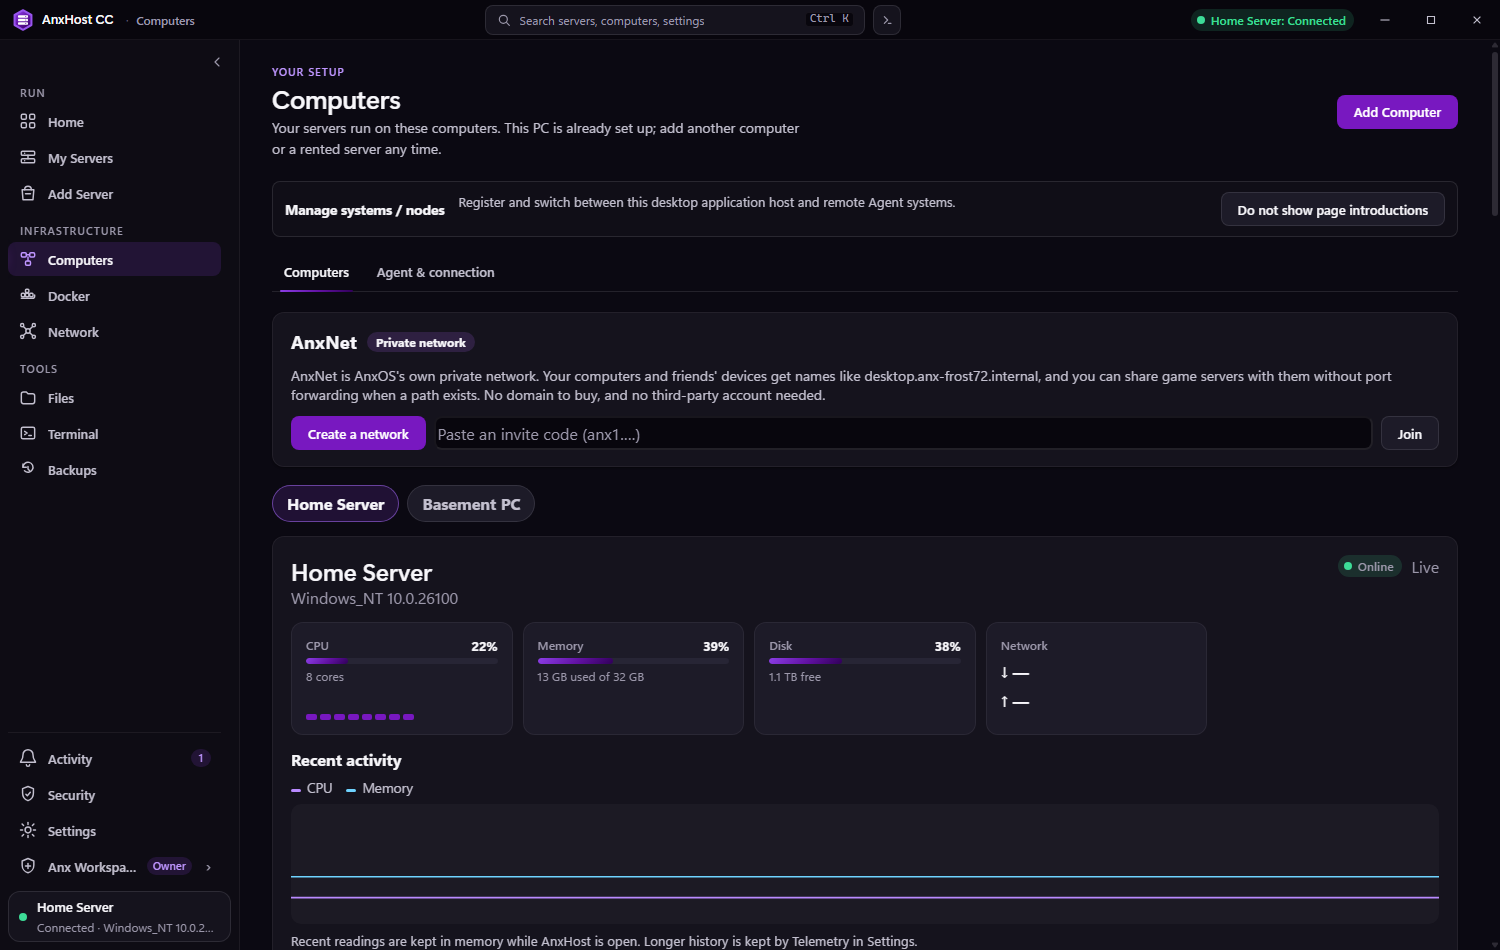 AnxHost CC · Computers
Search servers, computers, settings
Ctrl K
Home Server: Connected
RUN
Home
My Servers
Add Server
INFRASTRUCTURE
Computers
Docker
Network
TOOLS
Files
Terminal
Backups
Activity
1
Security
Settings
Anx Workspa...
Owner
Home Server
Connected · Windows_NT 10.0.2...
YOUR SETUP
Computers
Your servers run on these computers. This PC is already set up; add another computer
or a rented server any time.
Add Computer
Manage systems / nodes
Register and switch between this desktop application host and remote Agent systems.
Do not show page introductions
Computers
Agent & connection
AnxNet
Private network
AnxNet is AnxOS's own private network. Your computers and friends' devices get names like desktop.anx-frost72.internal, and you can share game servers with them without port
forwarding when a path exists. No domain to buy, and no third-party account needed.
Create a network
Paste an invite code (anx1....)
Join
Home Server
Basement PC
Home Server
Windows_NT 10.0.26100
Online
Live
CPU
22%
8 cores
Memory
39%
13 GB used of 32 GB
Disk
38%
1.1 TB free
Network
↓ —
↑ —
Recent activity
CPU
Memory
Recent readings are kept in memory while AnxHost is open. Longer history is kept by Telemetry in Settings.